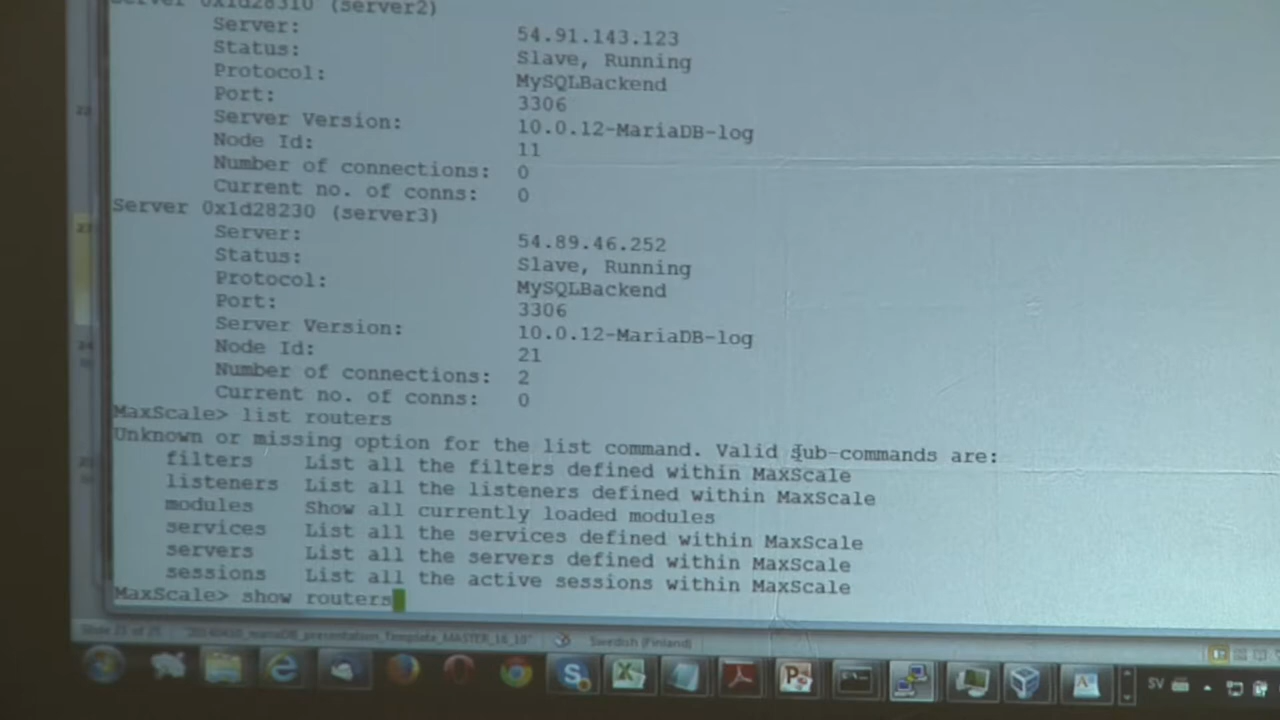 Server 0x1d28310 (server2)
Server: 54.91.143.123
Status: Slave, Running
Protocol: MySQLBackend
Port: 3306
Server Version: 10.0.12-MariaDB-log
Node Id: 11
Number of connections: 0
Current no. of conns: 0
Server 0x1d28230 (server3)
Server: 54.89.46.252
Status: Slave, Running
Protocol: MySQLBackend
Port: 3306
Server Version: 10.0.12-MariaDB-log
Node Id: 21
Number of connections: 2
Current no. of conns: 0
MaxScale> list routers
Unknown or missing option for the list command. Valid sub-commands are:
filters List all the filters defined within MaxScale
listeners List all the listeners defined within MaxScale
modules Show all currently loaded modules
services List all the services defined within MaxScale
servers List all the servers defined within MaxScale
sessions List all the active sessions within MaxScale
MaxScale> show routers
Swedish (Finland)
SV